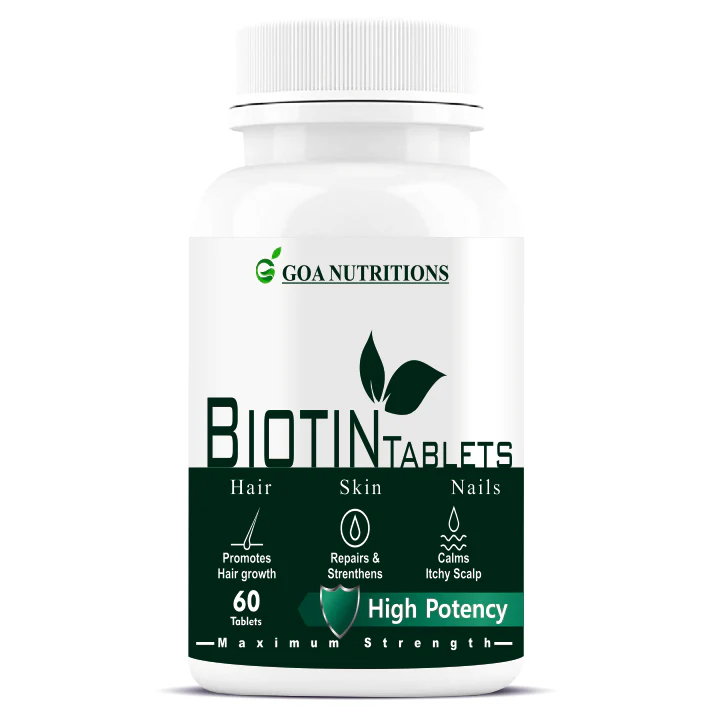 GOA NUTRITIONS
BIOTIN TABLETS
Hair Skin Nails
Promotes
Hair growth
Repairs &
Strenthens
Calms
Itchy Scalp
60
Tablets
High Potency
Maximum Strength